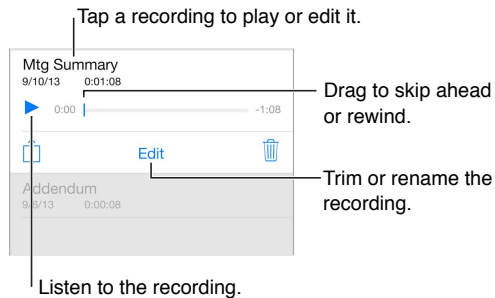 Tap a recording to play or edit it.
Mtg Summary
9/10/13 0:01:08
0:00 -1:08
Drag to skip ahead
or rewind.
Edit
Trim or rename the
recording.
Addendum
9/6/13 0:00:08
Listen to the recording.